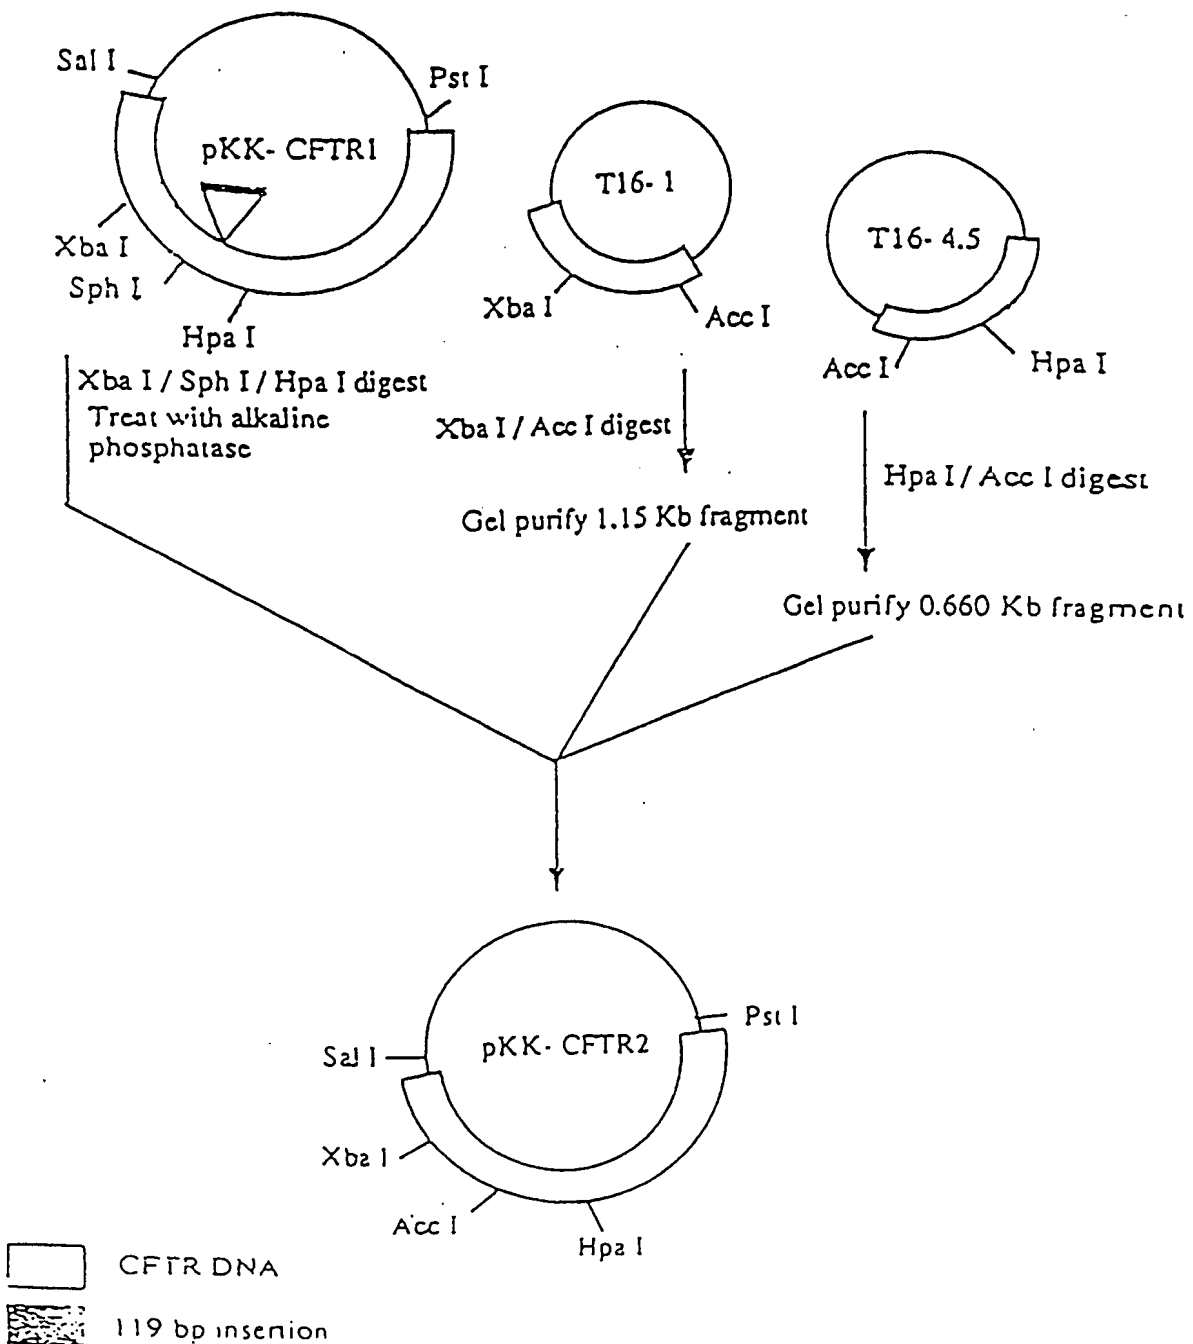 Sal I
Pst I
pKK- CFTR1
Xba I
Sph I
Hpa I
T16- 1
Xba I
Acc I
T16- 4.5
Acc I
Hpa I
Xba I / Sph I / Hpa I digest
Treat with alkaline
phosphatase
Xba I / Acc I digest
Hpa I / Acc I digest
Gel purify 1.15 Kb fragment
Gel purify 0.660 Kb fragment
Sal I
Pst I
pKK- CFTR2
Xba I
Acc I
Hpa I
CFTR DNA
119 bp insertion